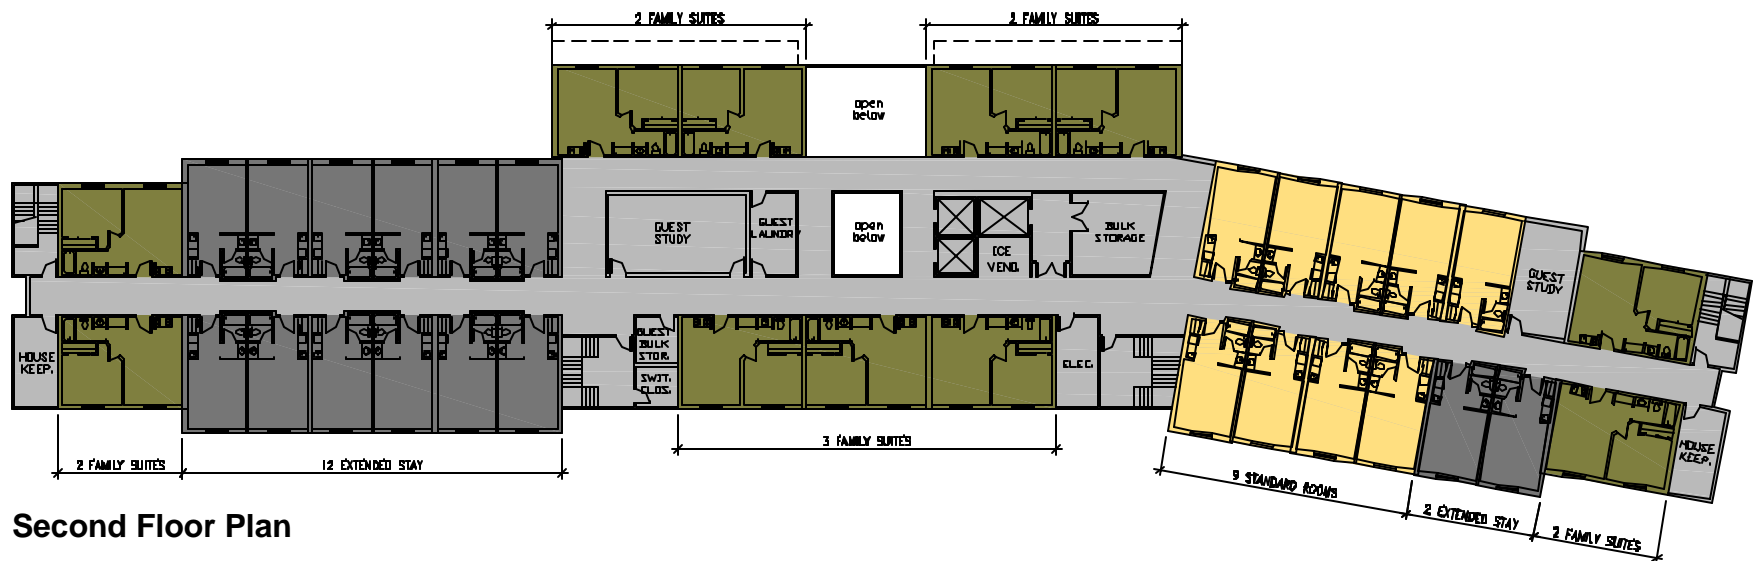 2 FAMILY SUITES
2 FAMILY SUITES
open
below
GUEST
STUDY
GUEST
LAUNDRY
open
below
ICE
VEND.
BULK
STORAGE
GUEST
STUDY
HOUSE
KEEP.
GUEST
BULK
STOR.
SWIT.
CLOS.
ELEC.
HOUSE
KEEP.
2 FAMILY SUITES
12 EXTENDED STAY
3 FAMILY SUITES
9 STANDARD ROOMS
2 EXTENDED STAY
2 FAMILY SUITES
Second Floor Plan